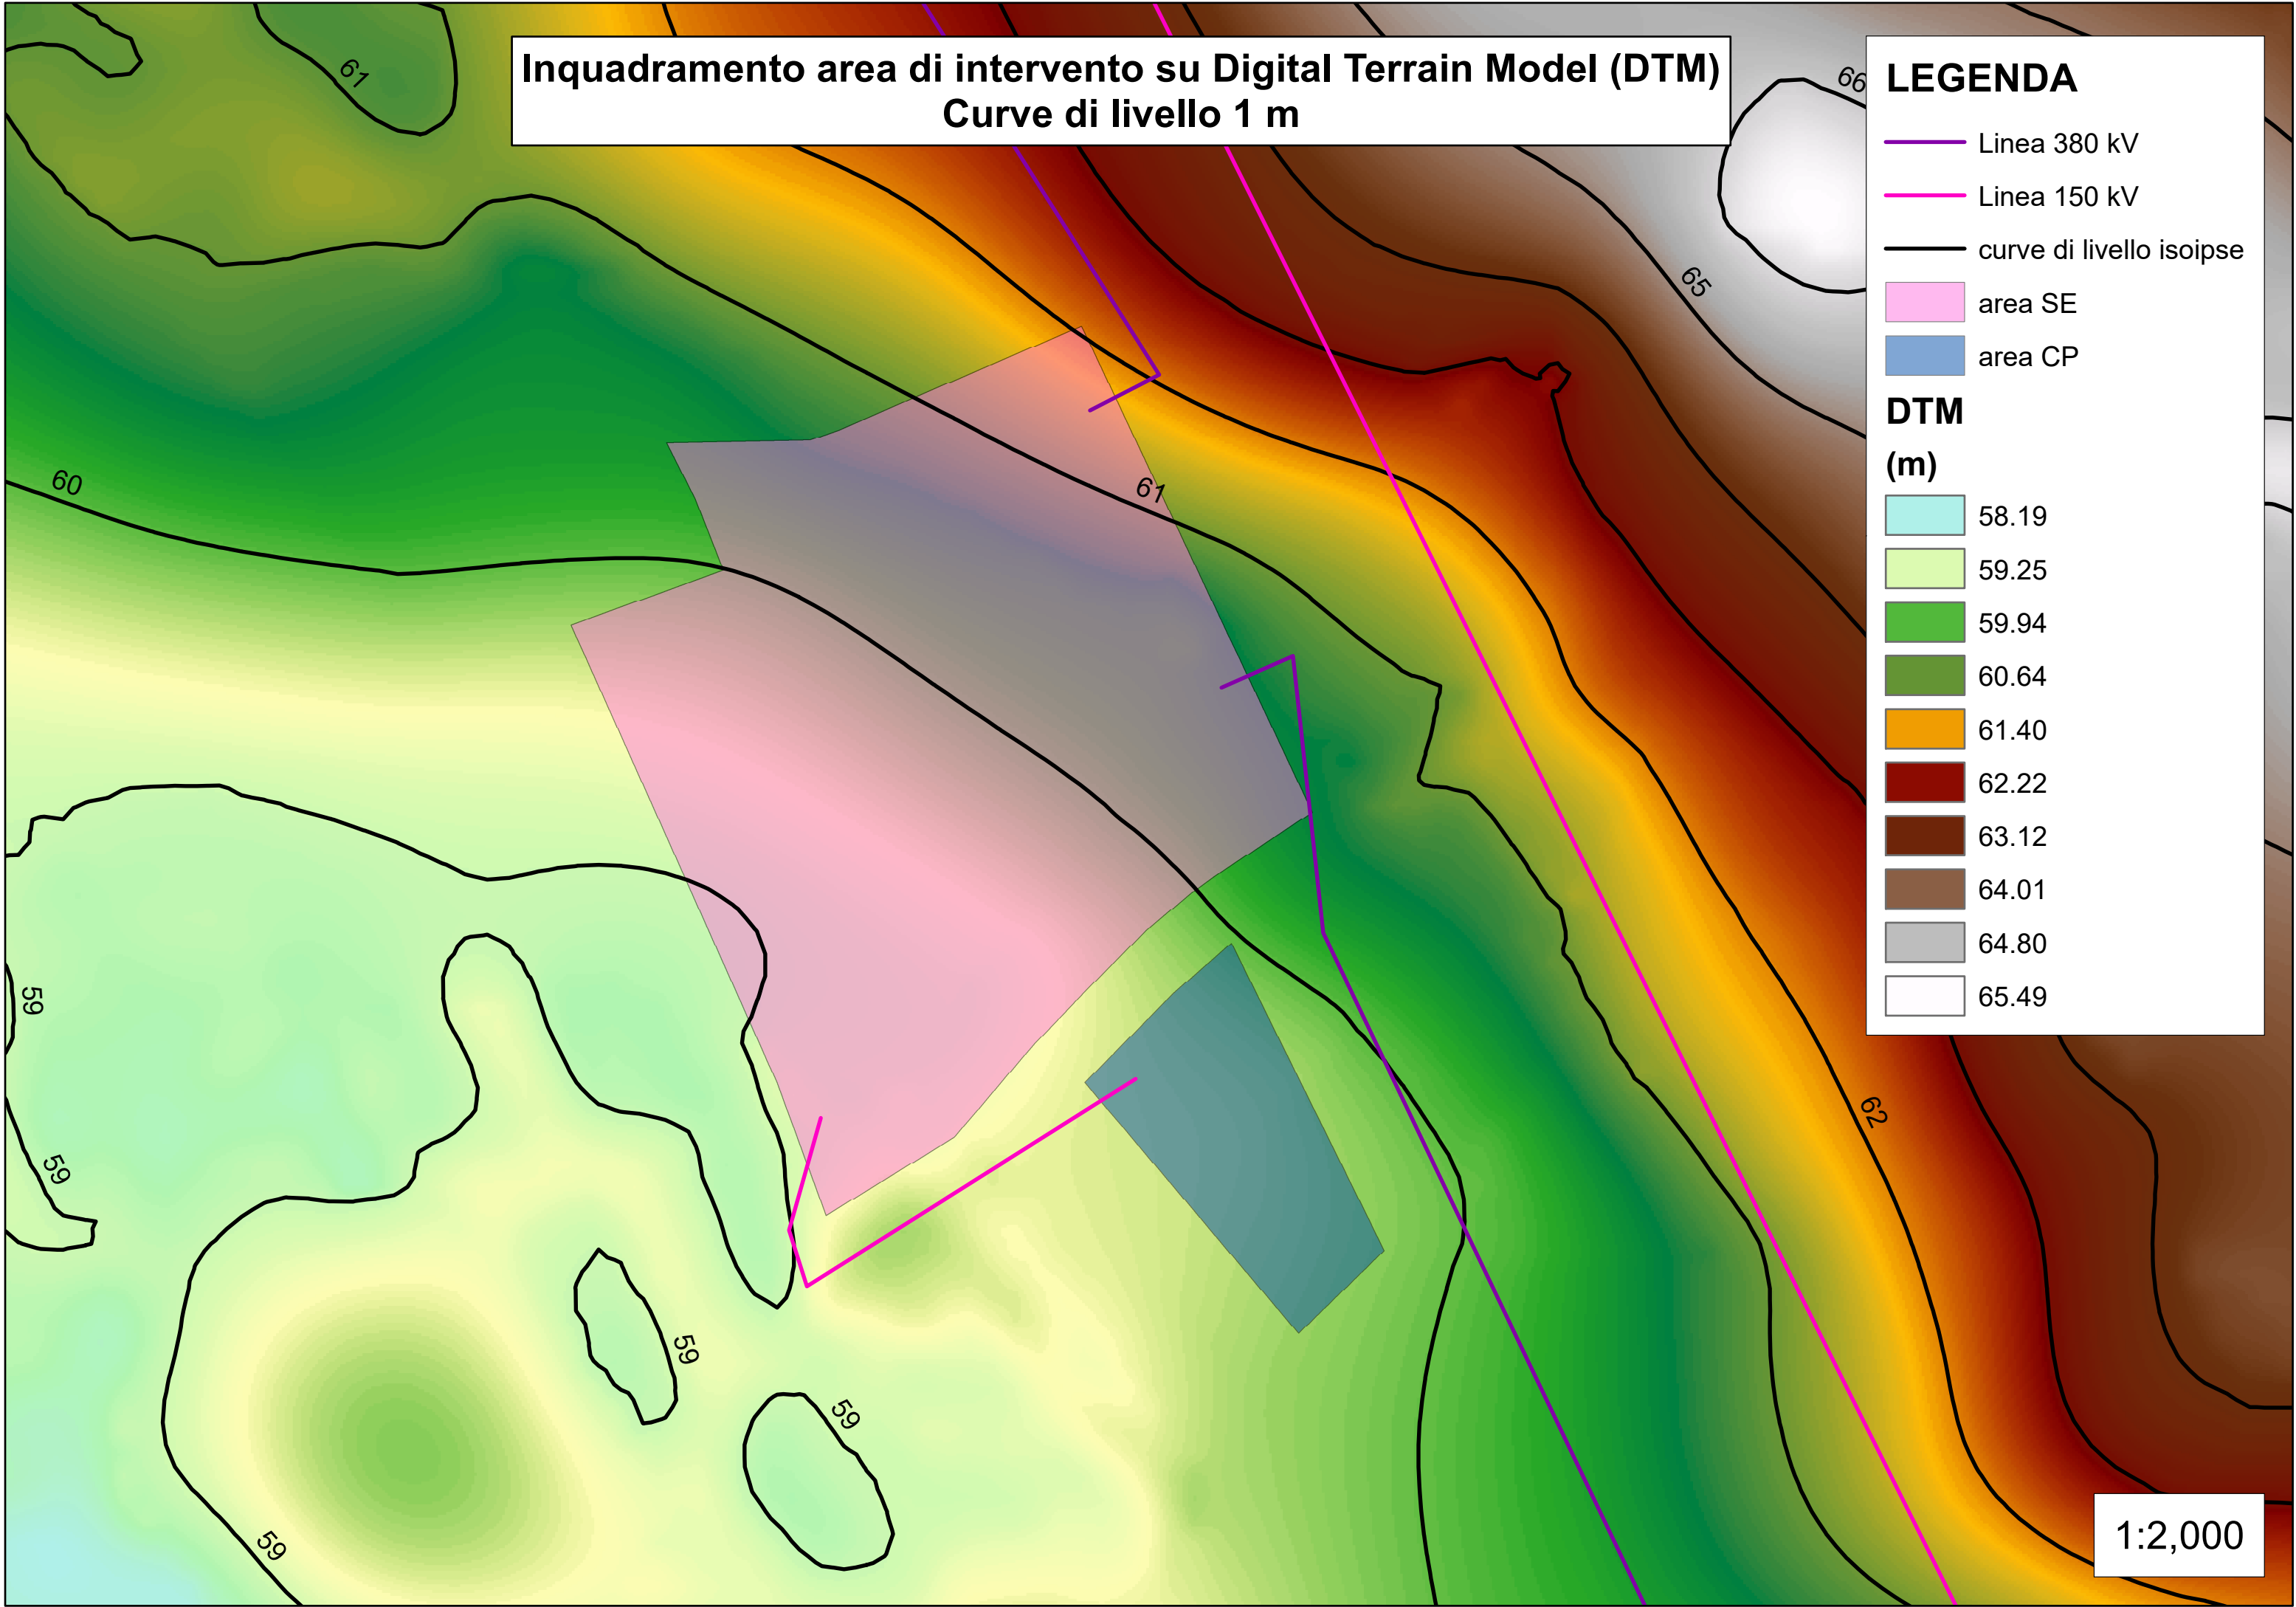 Inquadramento area di intervento su Digital Terrain Model (DTM)
Curve di livello 1 m
LEGENDA
Linea 380 kV
Linea 150 kV
curve di livello isoipse
area SE
area CP
DTM
(m)
58.19
59.25
59.94
60.64
61.40
62.22
63.12
64.01
64.80
65.49
61
66
65
60
61
59
59
62
59
59
59
1:2,000